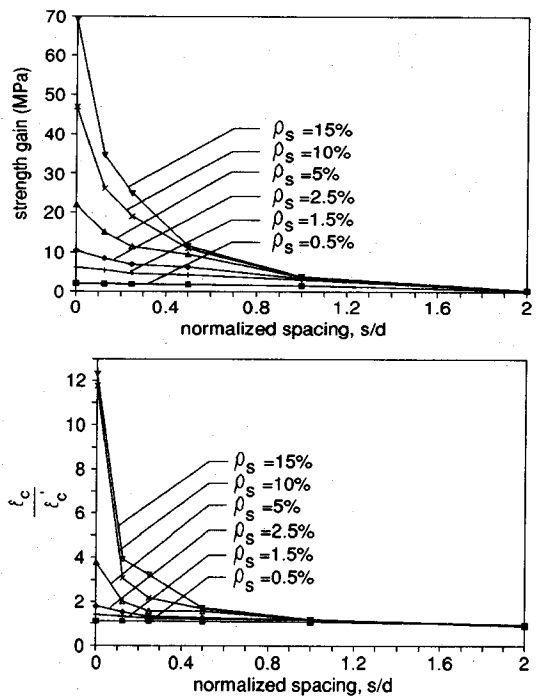 70
60
50
40
30
20
10
0
strength gain (MPa)
ρs =15%
ρs =10%
ρs =5%
ρs =2.5%
ρs =1.5%
ρs =0.5%
0 0.4 0.8 1.2 1.6 2
normalized spacing, s/d
12
10
8
6
4
2
0
ε_c / ε_c'
ρs =15%
ρs =10%
ρs =5%
ρs =2.5%
ρs =1.5%
ρs =0.5%
0 0.4 0.8 1.2 1.6 2
normalized spacing, s/d